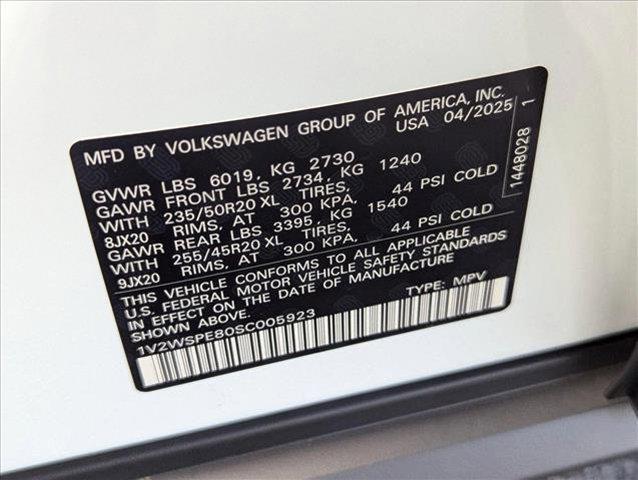 MFD BY VOLKSWAGEN GROUP OF AMERICA, INC.
USA 04/2025
GVWR LBS 6019, KG 2730
GAWR FRONT LBS 2734, KG 1240
WITH 235/50R20 XL TIRES,
8JX20 RIMS, AT 300 KPA, 44 PSI COLD
GAWR REAR LBS 3395, KG 1540
WITH 255/45R20 XL TIRES,
9JX20 RIMS, AT 300 KPA, 44 PSI COLD
THIS VEHICLE CONFORMS TO ALL APPLICABLE
U.S. FEDERAL MOTOR VEHICLE SAFETY STANDARDS
IN EFFECT ON THE DATE OF MANUFACTURE
SHOWN ABOVE.
TYPE: MPV
1V2WSPE80SC005923
1448028 1